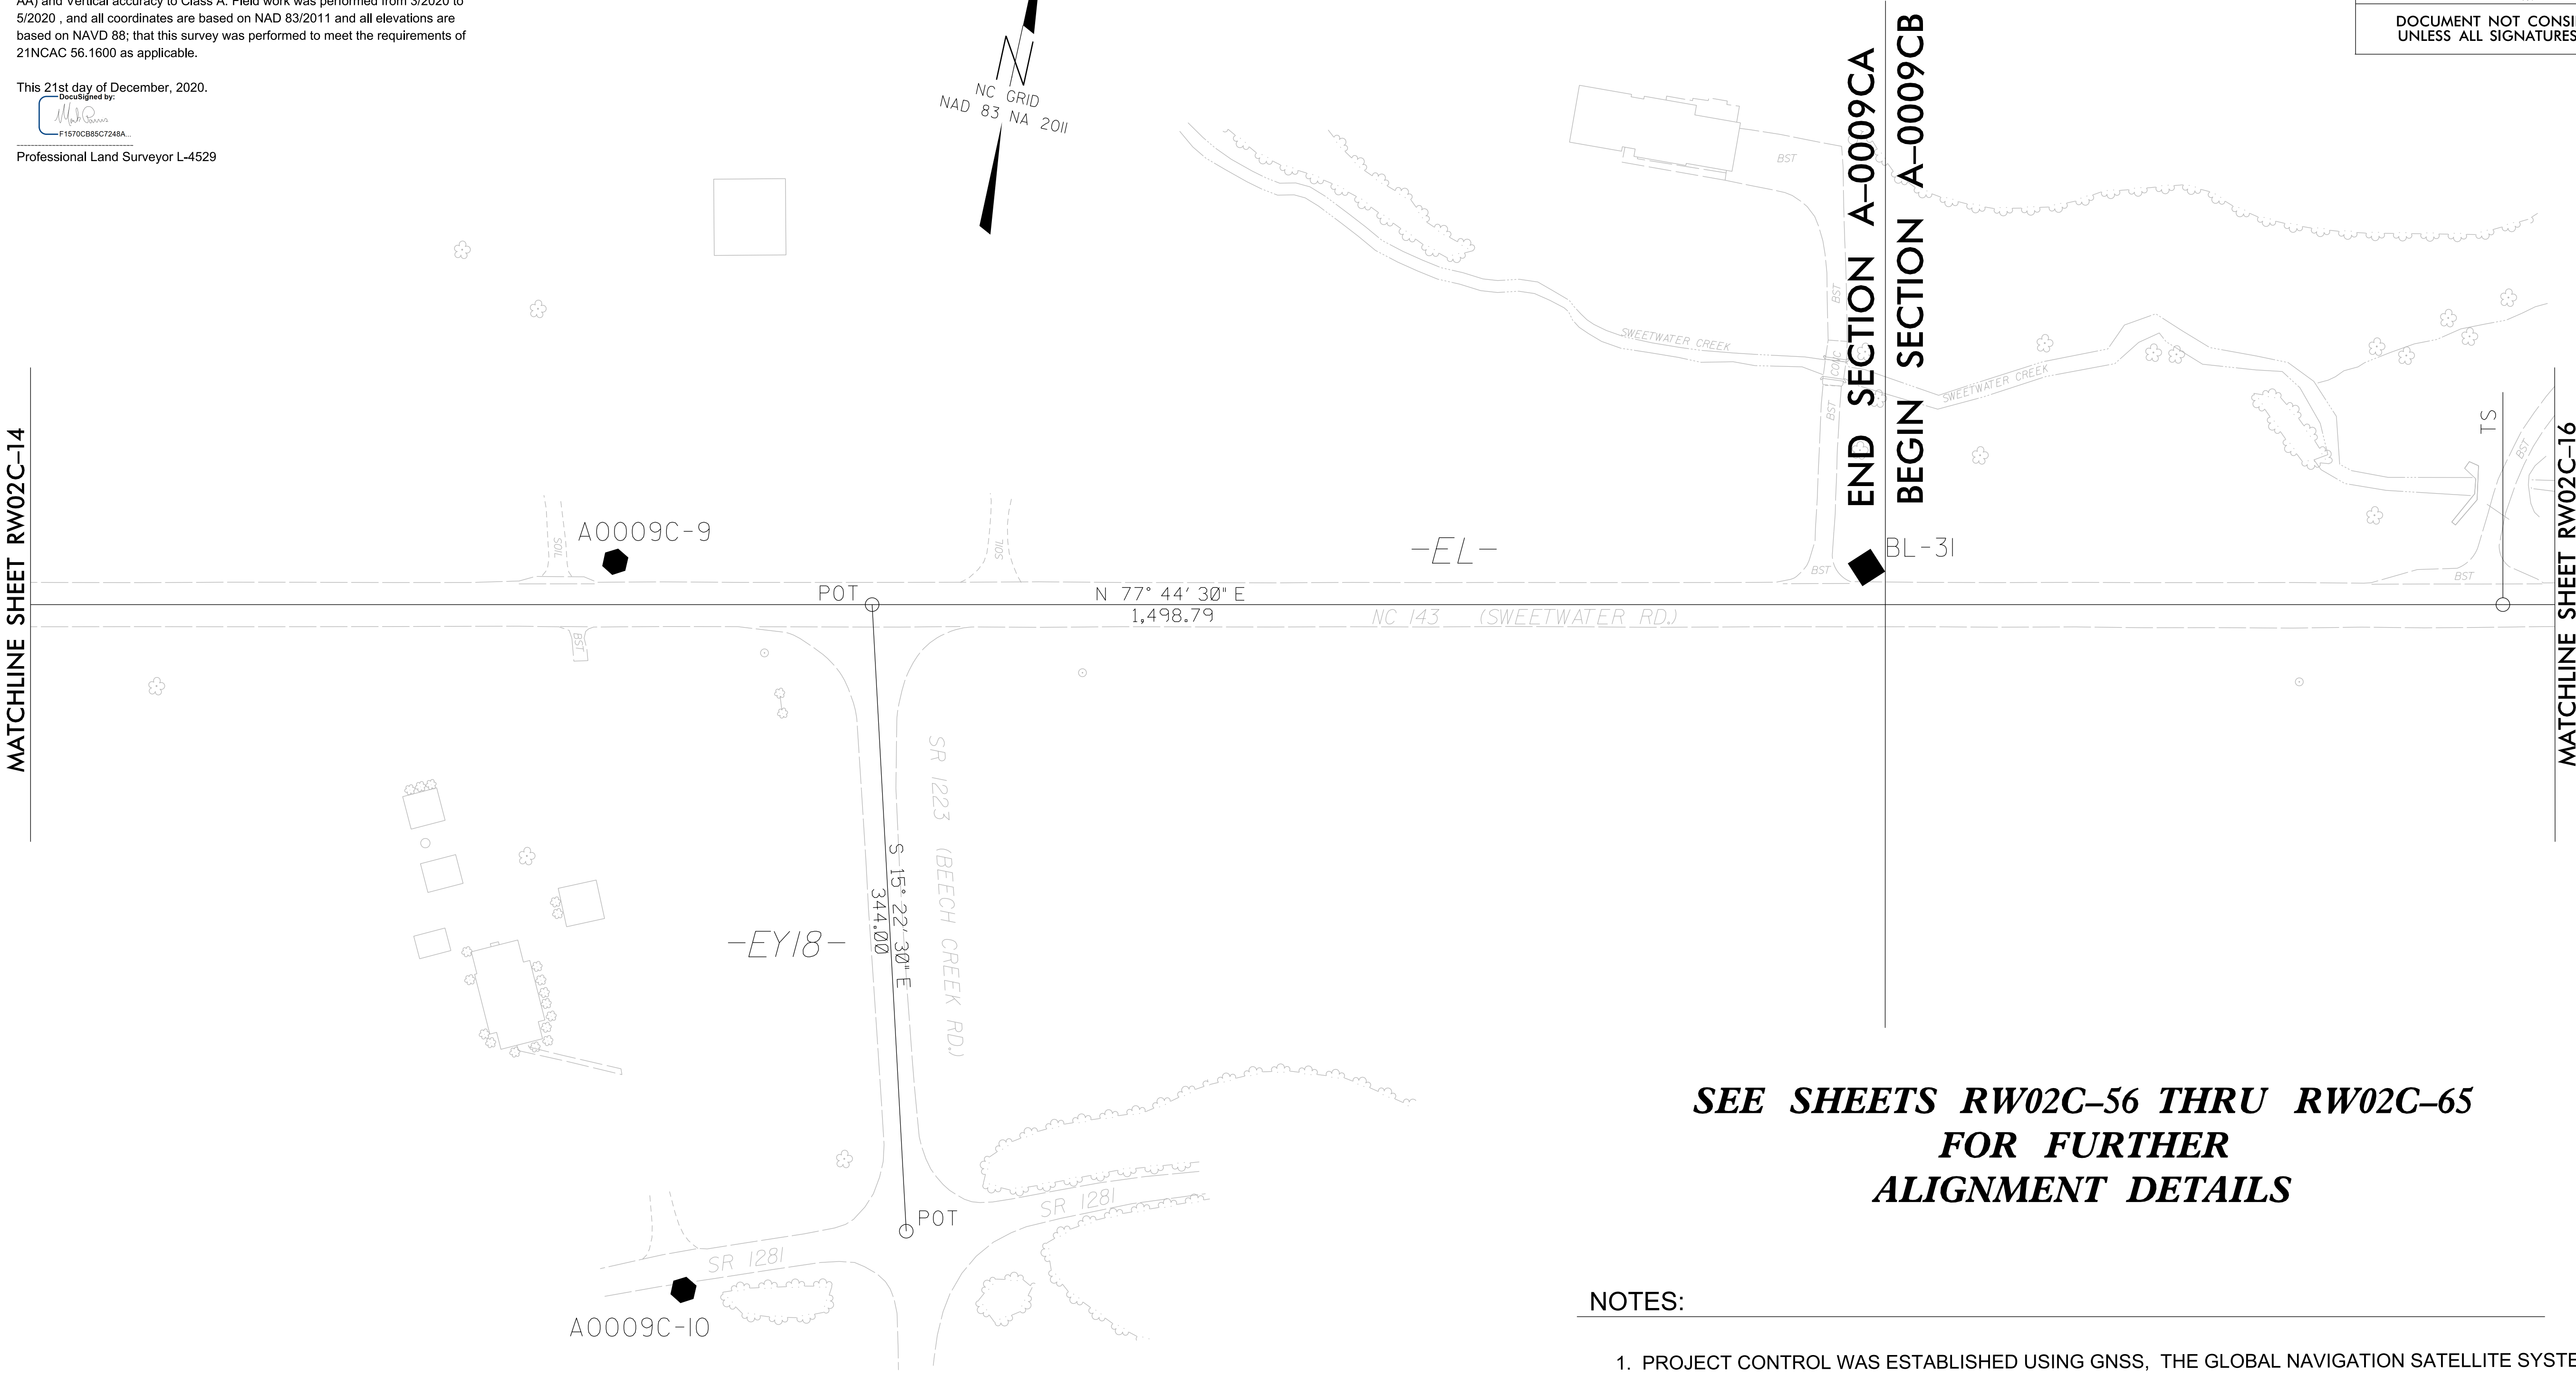 AA) and Vertical accuracy to Class A. Field work was performed from 3/2020 to
5/2020 , and all coordinates are based on NAD 83/2011 and all elevations are
based on NAVD 88; that this survey was performed to meet the requirements of
21NCAC 56.1600 as applicable.
This 21st day of December, 2020.
DocuSigned by:
F1570CB85C7248A...
Professional Land Surveyor L-4529
NC GRID
NAD 83 NA 2011
DOCUMENT NOT CONSI
UNLESS ALL SIGNATURES
END SECTION A-0009CA
BEGIN SECTION A-0009CB
BST
BST
SWEETWATER CREEK
CONC
BST
SWEETWATER CREEK
TS
BST
MATCHLINE SHEET RW02C-14
MATCHLINE SHEET RW02C-16
A0009C-9
SOIL
SOIL
-EL-
BL-31
BST
BST
POT
N 77° 44' 30" E
1,498.79
NC 143 (SWEETWATER RD.)
BST
SR 1223 (BEECH CREEK RD.)
S 15° 22' 30" E
344.00
-EY18-
POT
SR 1281
SR 1281
A0009C-10
SEE SHEETS RW02C-56 THRU RW02C-65
FOR FURTHER
ALIGNMENT DETAILS
NOTES:
1. PROJECT CONTROL WAS ESTABLISHED USING GNSS, THE GLOBAL NAVIGATION SATELLITE SYSTE